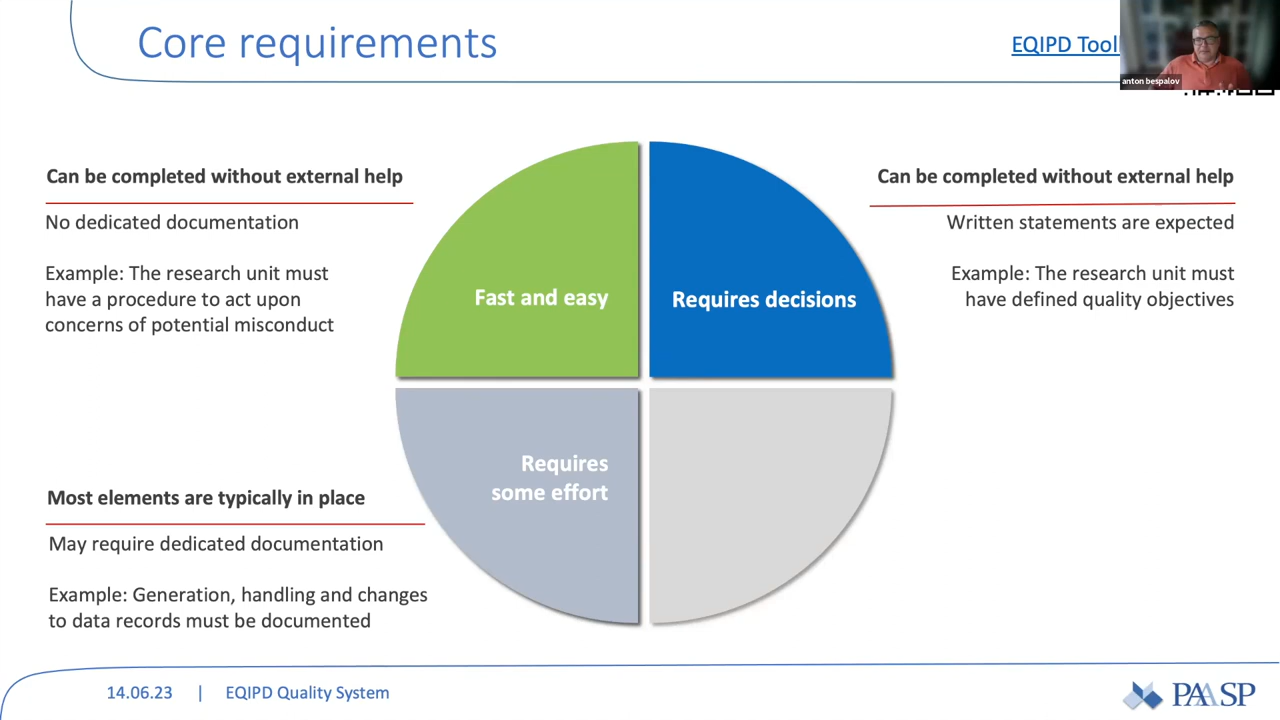 Core requirements
EQIPD Tool
anton bespalov
Can be completed without external help
No dedicated documentation
Example: The research unit must
have a procedure to act upon
concerns of potential misconduct
Fast and easy
Requires decisions
Can be completed without external help
Written statements are expected
Example: The research unit must
have defined quality objectives
Requires
some effort
Most elements are typically in place
May require dedicated documentation
Example: Generation, handling and changes
to data records must be documented
14.06.23 | EQIPD Quality System
PAASP